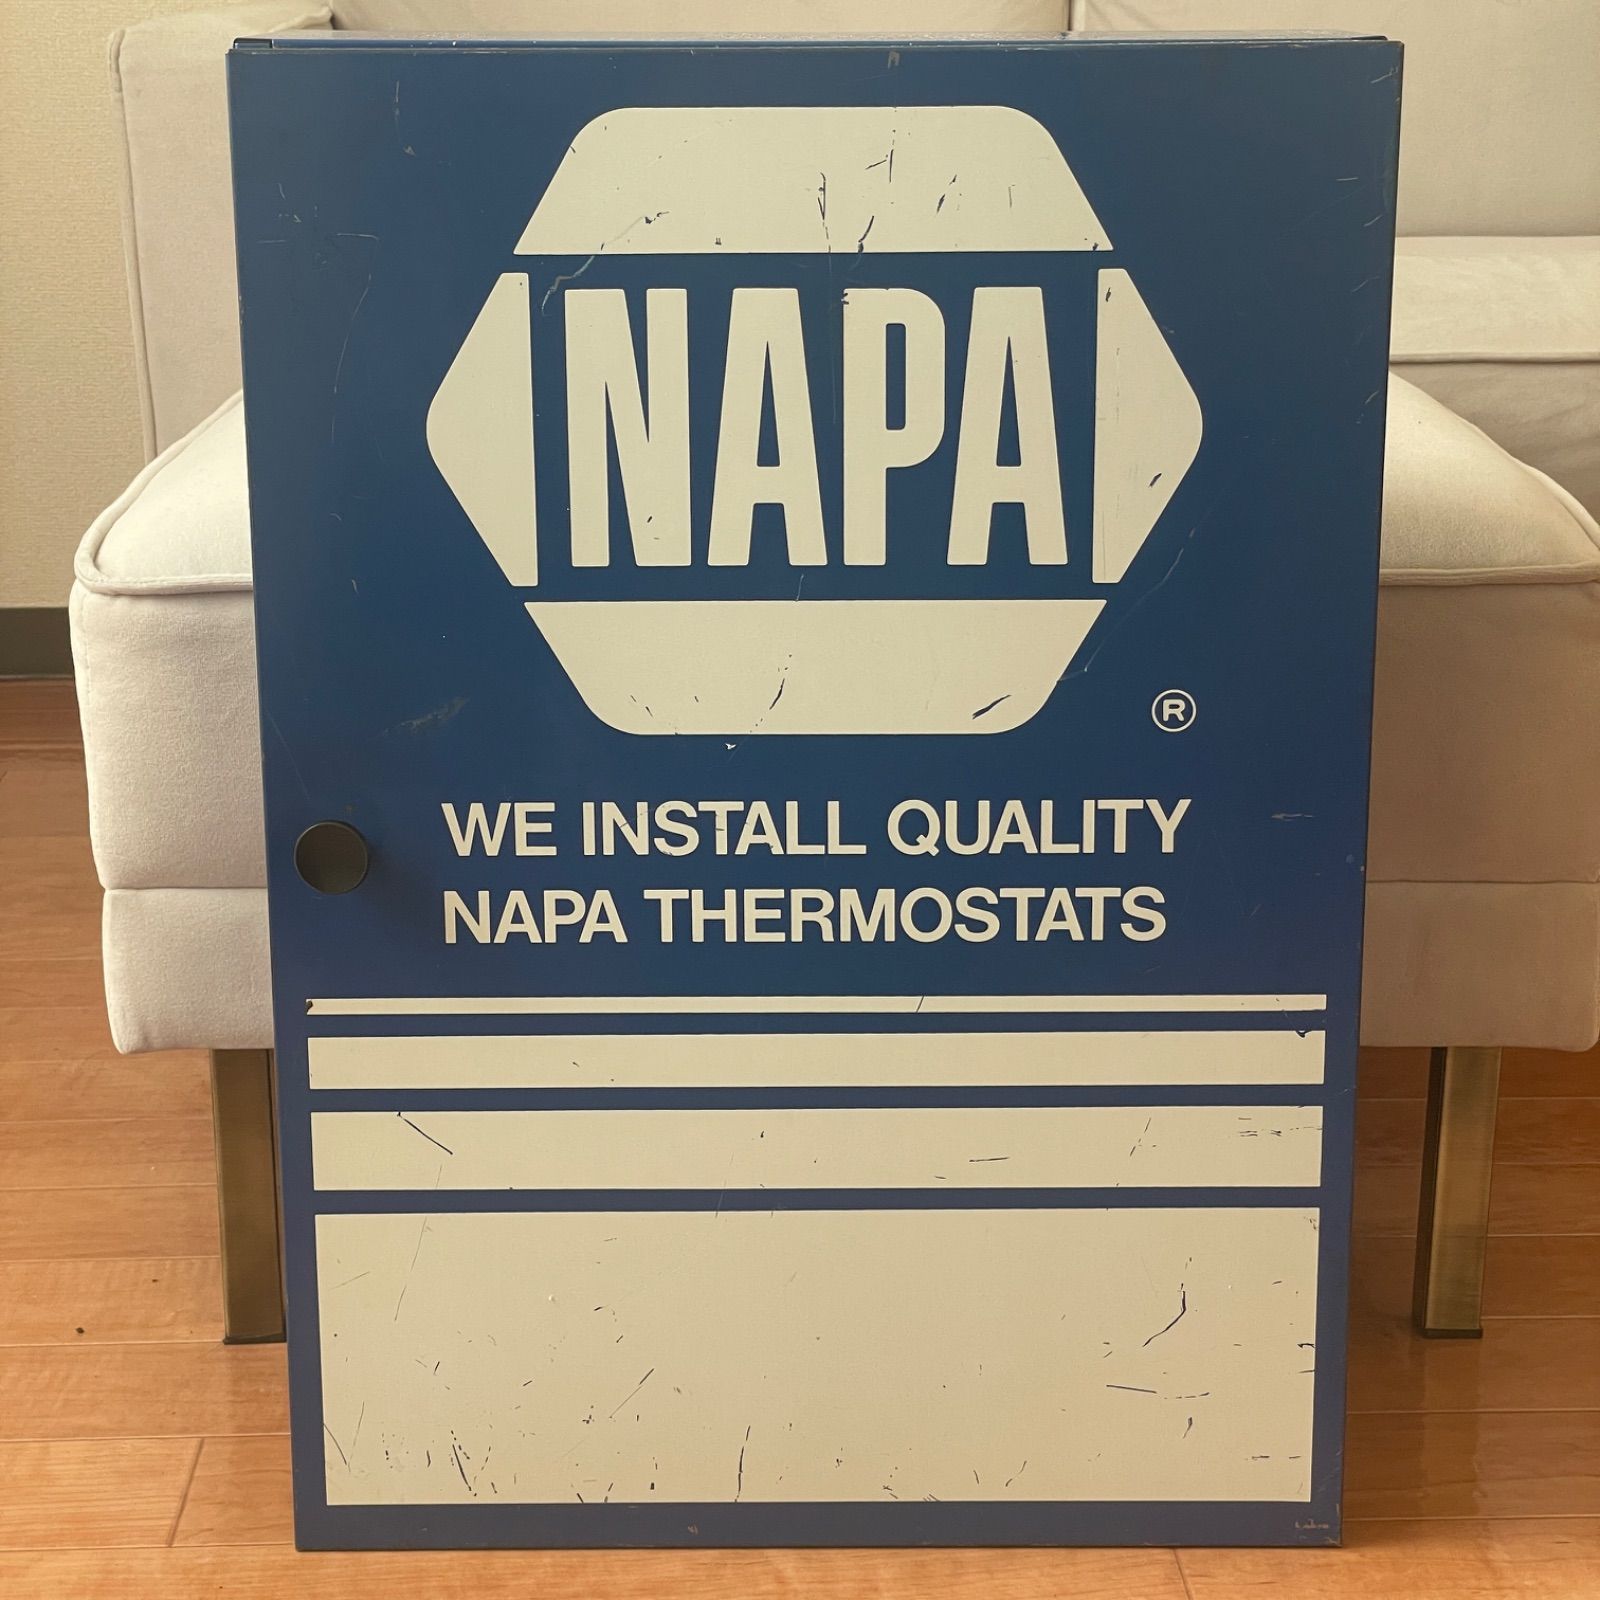 NAPA
®
WE INSTALL QUALITY
NAPA THERMOSTATS